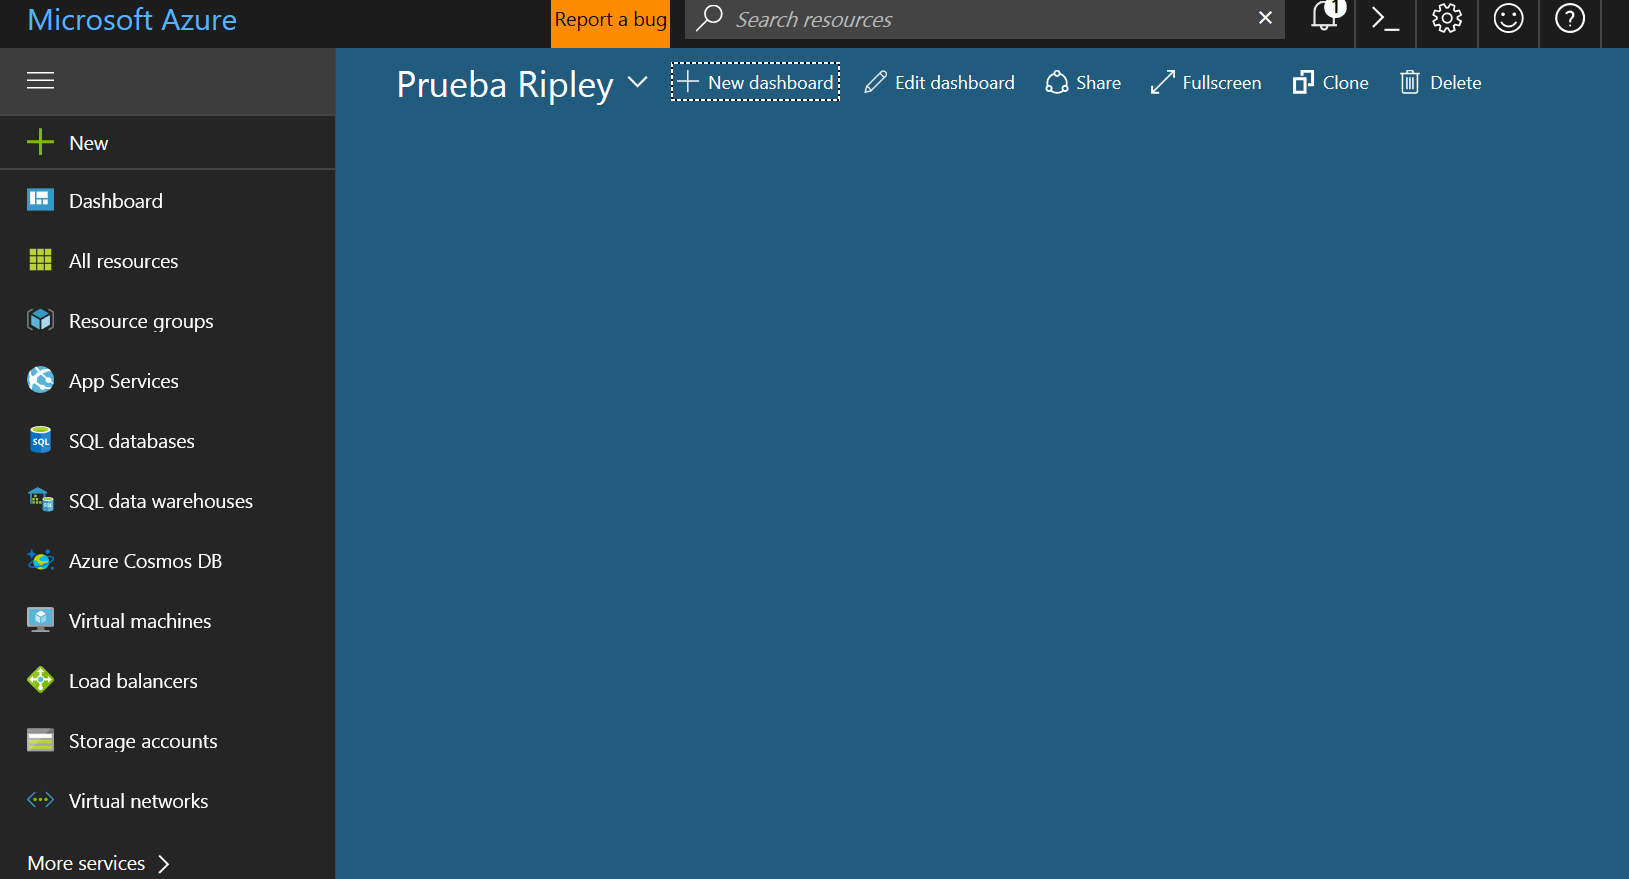 Microsoft Azure
Report a bug
Search resources
1
Prueba Ripley
New dashboard
Edit dashboard
Share
Fullscreen
Clone
Delete
New
Dashboard
All resources
Resource groups
App Services
SQL
SQL databases
SQL data warehouses
Azure Cosmos DB
Virtual machines
Load balancers
Storage accounts
Virtual networks
More services